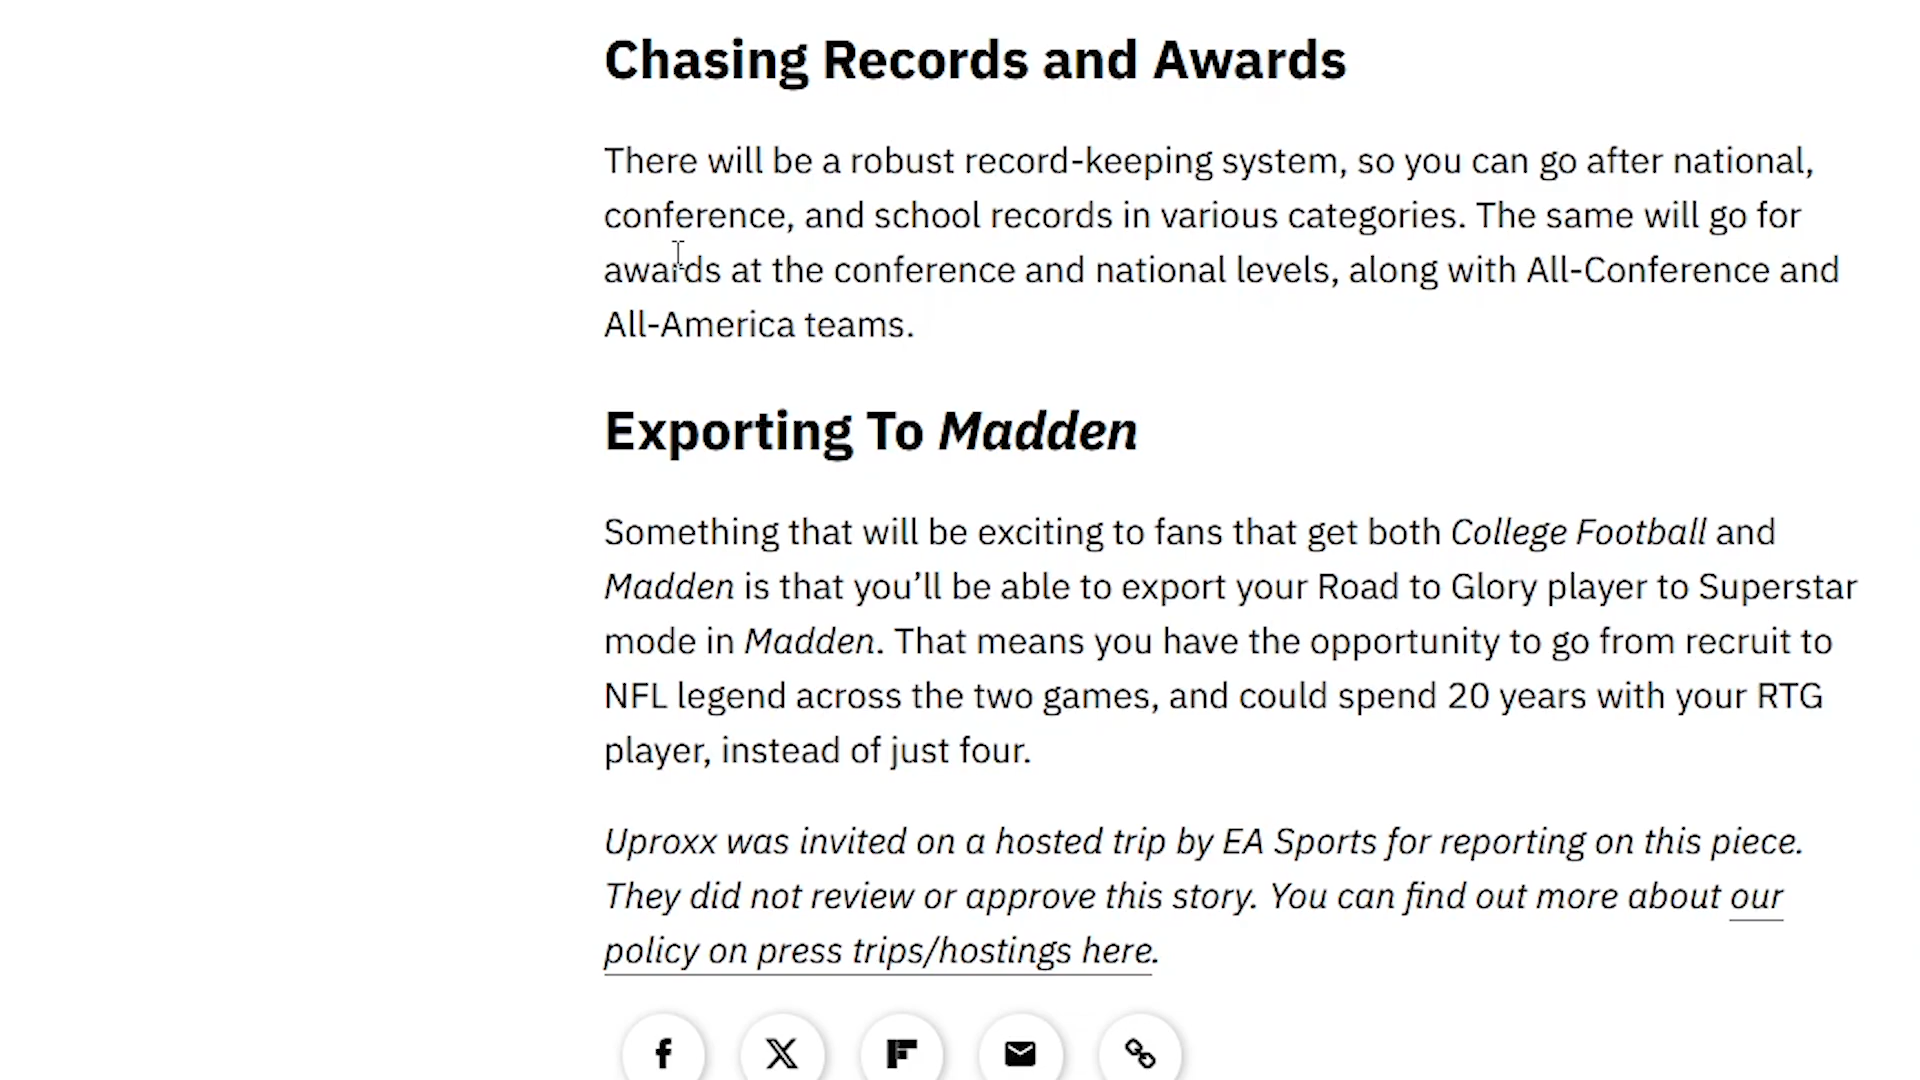 Chasing Records and Awards
There will be a robust record-keeping system, so you can go after national,
conference, and school records in various categories. The same will go for
awards at the conference and national levels, along with All-Conference and
All-America teams.
Exporting To Madden
Something that will be exciting to fans that get both College Football and
Madden is that you’ll be able to export your Road to Glory player to Superstar
mode in Madden. That means you have the opportunity to go from recruit to
NFL legend across the two games, and could spend 20 years with your RTG
player, instead of just four.
Uproxx was invited on a hosted trip by EA Sports for reporting on this piece.
They did not review or approve this story. You can find out more about our
policy on press trips/hostings here.